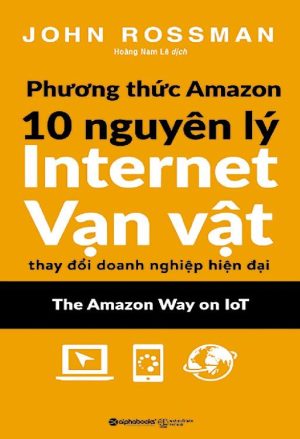 JOHN ROSSMAN
Hoàng Nam Lê dịch
Phương thức Amazon
10 nguyên lý
Internet
Vạn vật
thay đổi doanh nghiệp hiện đại
The Amazon Way on IoT
alphabooks